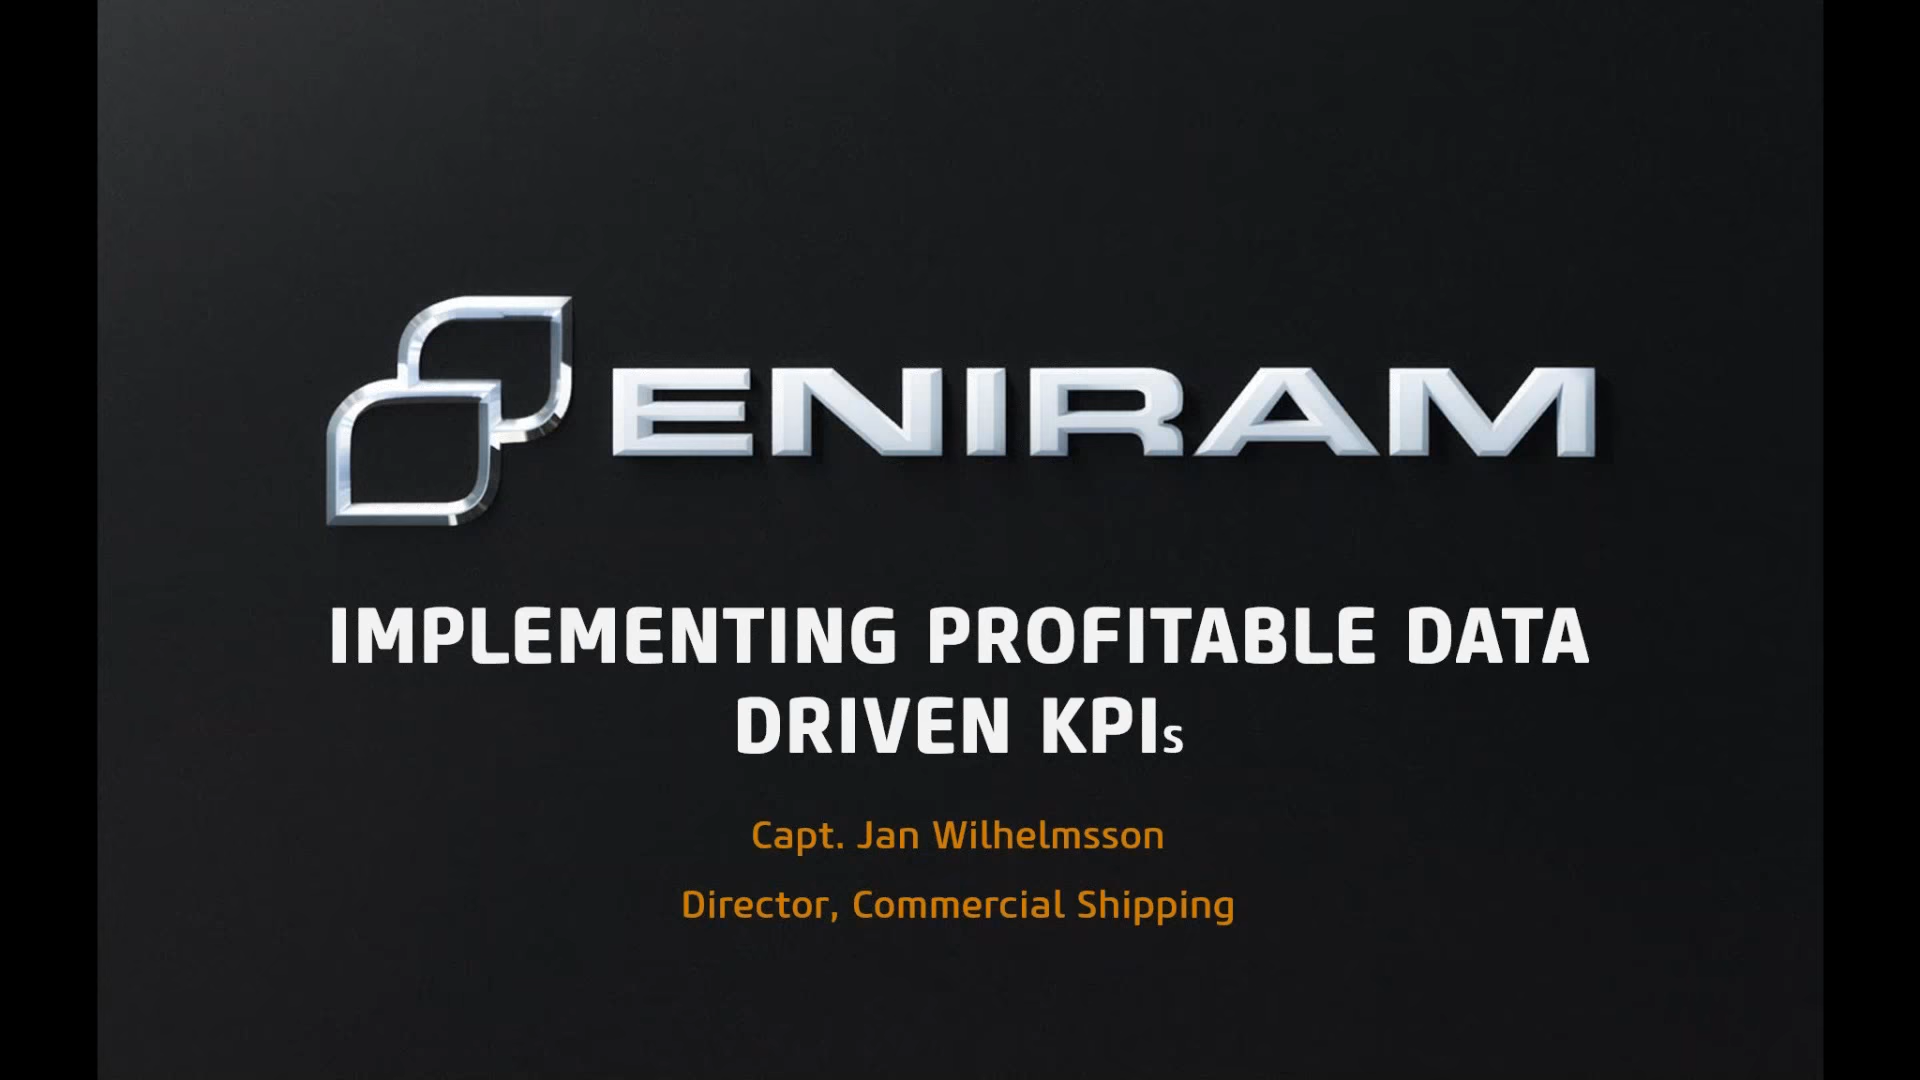 ENIRAM
IMPLEMENTING PROFITABLE DATA
DRIVEN KPIs
Capt. Jan Wilhelmsson
Director, Commercial Shipping